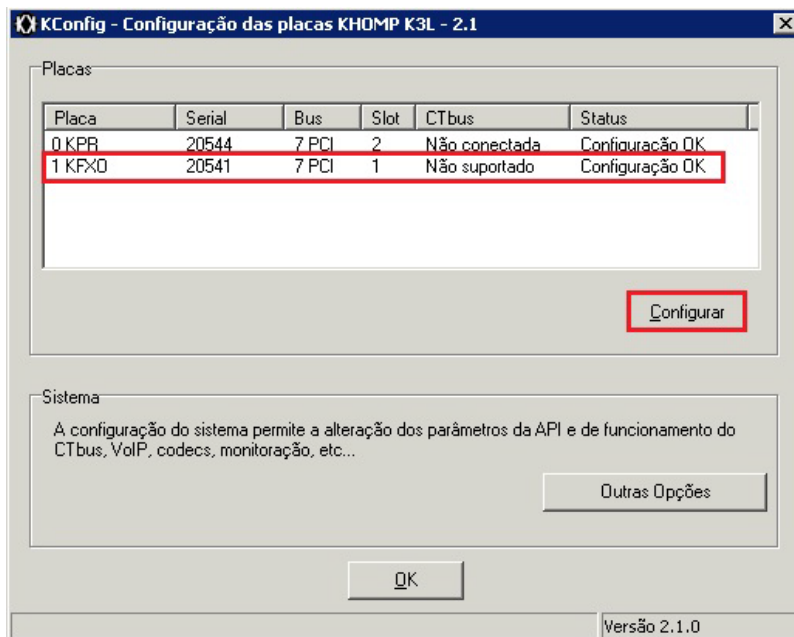 KConfig - Configuração das placas KHOMP K3L - 2.1
Placas
Placa Serial Bus Slot CTbus Status
0 KPR 20544 7 PCI 2 Não conectada Configuração OK
1 KFXO 20541 7 PCI 1 Não suportado Configuração OK
Configurar
Sistema
A configuração do sistema permite a alteração dos parâmetros da API e de funcionamento do
CTbus, VoIP, codecs, monitoração, etc...
Outras Opções
OK
Versão 2.1.0